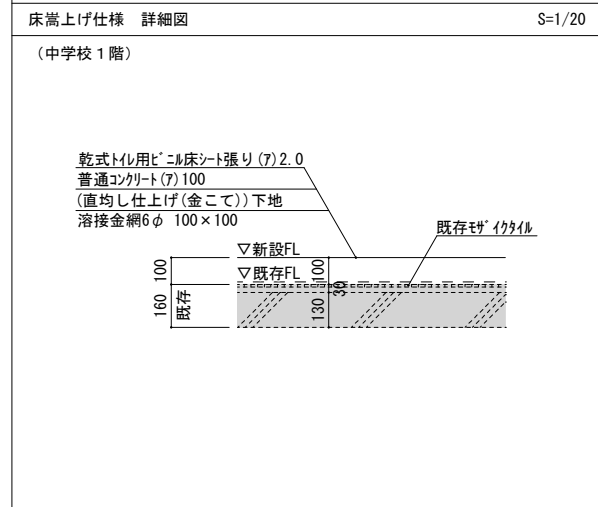 床嵩上げ仕様　詳細図 S=1/20
（中学校１階）
乾式ﾄｲﾚ用ﾋﾞﾆﾙ床ｼｰﾄ張り(ｱ)2.0
普通ｺﾝｸﾘｰﾄ(ｱ)100
(直均し仕上げ(金こて))下地
溶接金網6φ 100×100
既存ﾓｻﾞｲｸﾀｲﾙ
▽新設FL
100
100
▽既存FL
30
160
既存
130